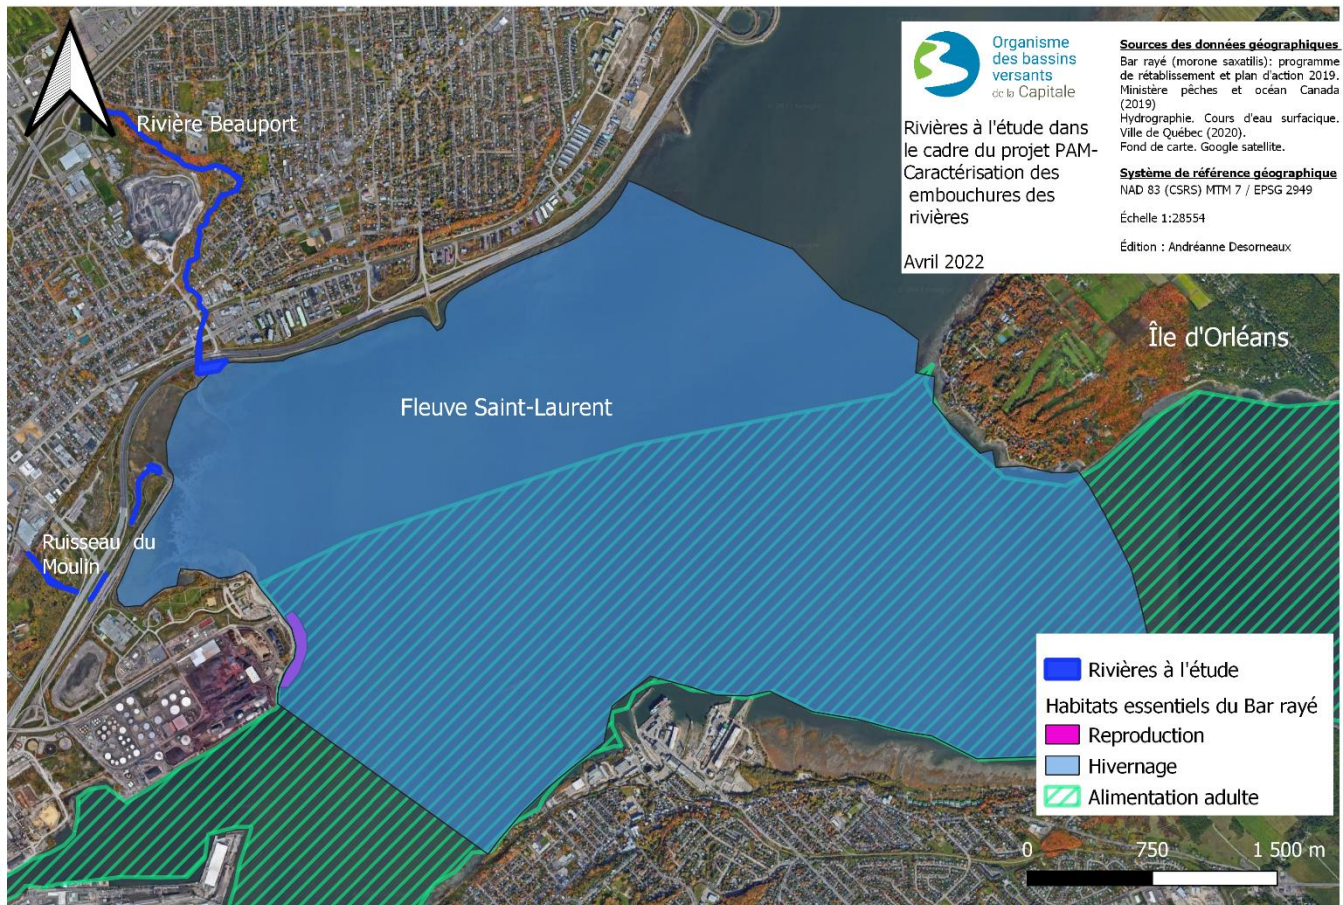 Organisme
des bassins
versants
de la Capitale
Rivières à l'étude dans
le cadre du projet PAM-
Caractérisation des
embouchures des
rivières
Avril 2022
Sources des données géographiques
Bar rayé (morone saxatilis): programme
de rétablissement et plan d'action 2019.
Ministère pêches et océan Canada
(2019)
Hydrographie. Cours d'eau surfacique.
Ville de Québec (2020).
Fond de carte. Google satellite.
Système de référence géographique
NAD 83 (CSRS) MTM 7 / EPSG 2949
Échelle 1:28554
Édition : Andréanne Desorneaux
Rivière Beauport
Île d'Orléans
Fleuve Saint-Laurent
Ruisseau du
Moulin
Rivières à l'étude
Habitats essentiels du Bar rayé
Reproduction
Hivernage
Alimentation adulte
0 750 1 500 m